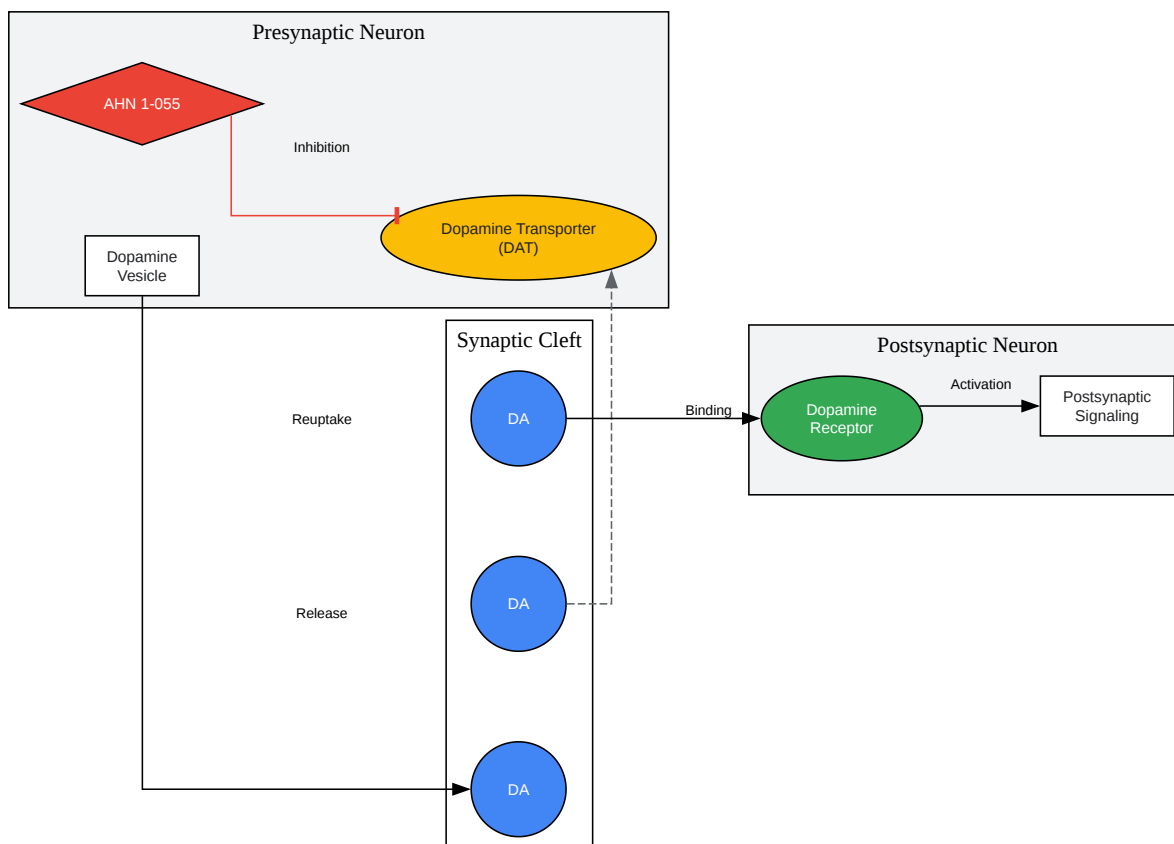 Presynaptic Neuron
AHN 1-055
Inhibition
Dopamine Transporter
(DAT)
Dopamine
Vesicle
Synaptic Cleft
Postsynaptic Neuron
Reuptake
DA
Binding
Dopamine
Receptor
Activation
Postsynaptic
Signaling
Release
DA
DA